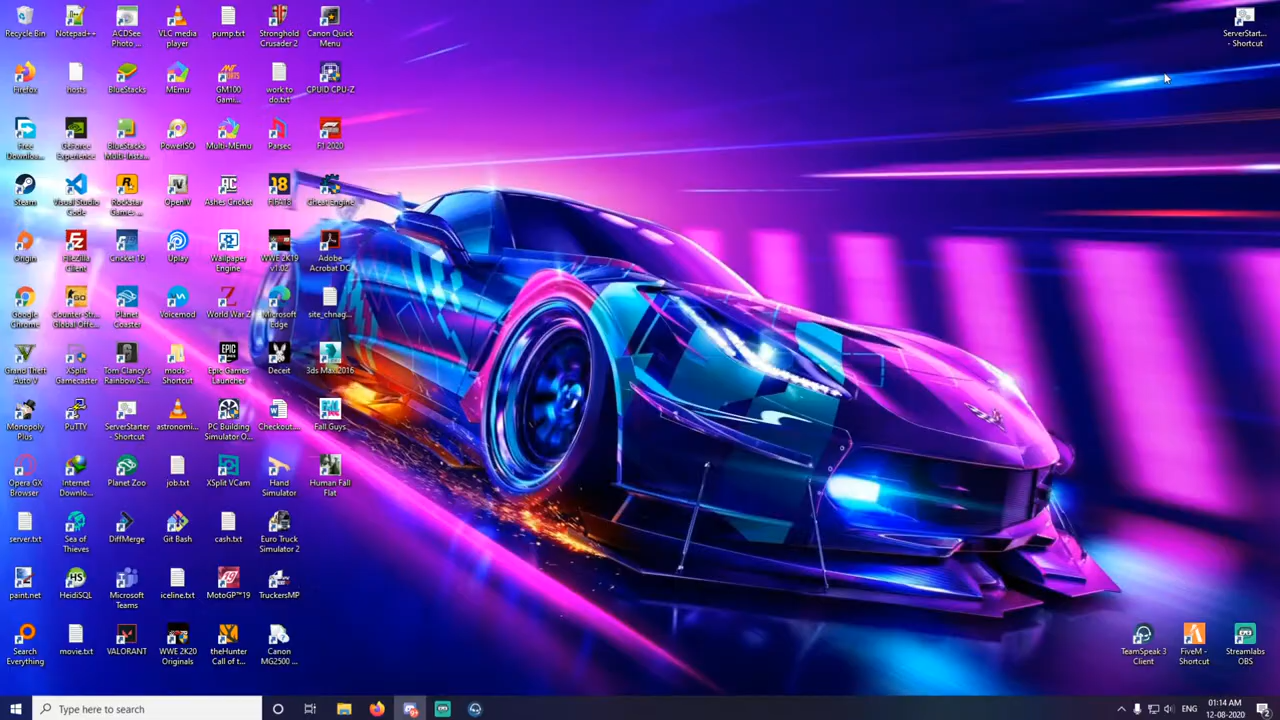 Recycle Bin
Notepad++
ACDSee
Photo ...
VLC media
player
pump.txt
Stronghold
Crusader 2
Canon Quick
Menu
ServerStart...
- Shortcut
Firefox
hosts
BlueStacks
MEmu
GM100
Gami...
work to
do.txt
CPUID CPU-Z
Free
Downloa...
GeForce
Experience
BlueStacks
Multi-Insta...
PowerISO
Multi-MEmu
Parsec
F1 2020
Steam
Visual Studio
Code
Rockstar
Games ...
OpenIV
Ashes Cricket
FIFA18
Cheat Engine
Origin
FileZilla
Client
Cricket 19
Uplay
Wallpaper
Engine
WWE 2K19
v1.02
Adobe
Acrobat DC
Google
Chrome
Counter-Str...
Global Offe...
Planet
Coaster
Voicemod
World War Z
Microsoft
Edge
site_chnag...
Grand Theft
Auto V
XSplit
Gamecaster
Tom Clancy's
Rainbow Si...
mods -
Shortcut
Epic Games
Launcher
Deceit
3ds Max 2016
Monopoly
Plus
PuTTY
ServerStarter
- Shortcut
astronomi...
PC Building
Simulator O...
Checkout...
Fall Guys
Opera GX
Browser
Internet
Downlo...
Planet Zoo
job.txt
XSplit VCam
Hand
Simulator
Human Fall
Flat
server.txt
Sea of
Thieves
DiffMerge
Git Bash
cash.txt
Euro Truck
Simulator 2
paint.net
HeidiSQL
Microsoft
Teams
iceline.txt
MotoGP™19
TruckersMP
Search
Everything
movie.txt
VALORANT
WWE 2K20
Originals
theHunter
Call of t...
Canon
MG2500 ...
TeamSpeak 3
Client
FiveM -
Shortcut
Streamlabs
OBS
Type here to search
ENG
01:14 AM
12-08-2020
2